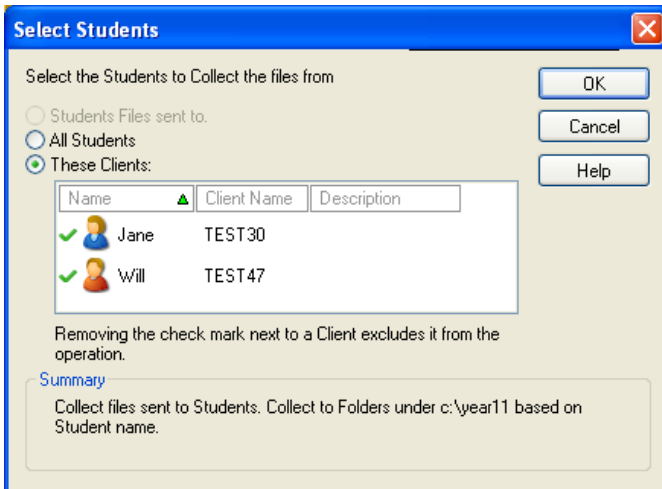 Select Students
Select the Students to Collect the files from
OK
Students Files sent to.
Cancel
All Students
These Clients:
Help
Name Client Name Description
Jane TEST30
Will TEST47
Removing the check mark next to a Client excludes it from the
operation.
Summary
Collect files sent to Students. Collect to Folders under c:\year11 based on
Student name.